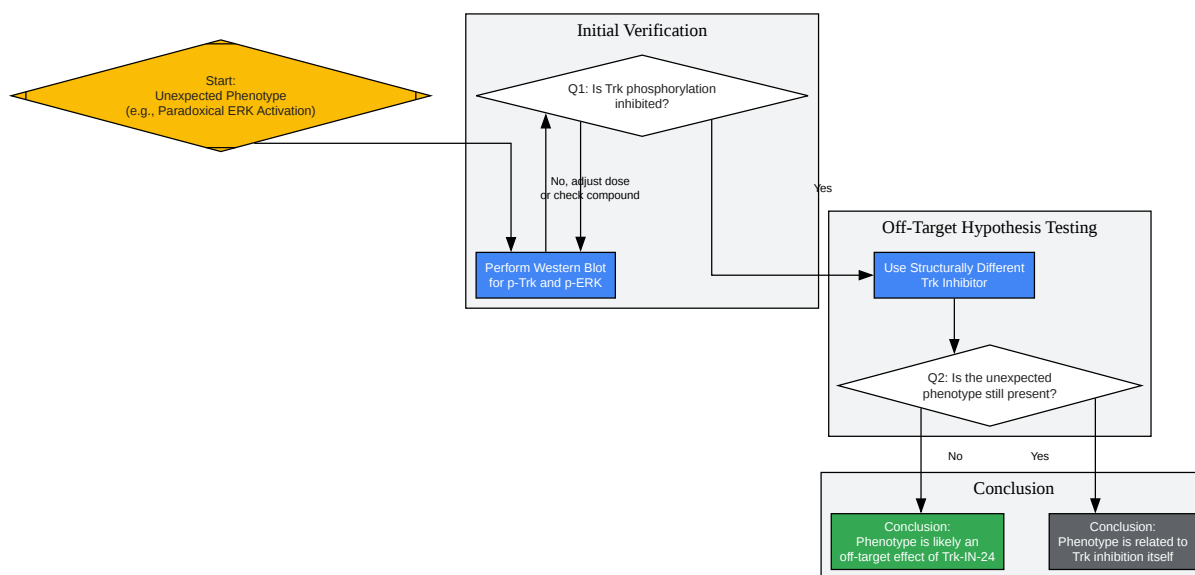 Initial Verification
Start:
Unexpected Phenotype
(e.g., Paradoxical ERK Activation)
Q1: Is Trk phosphorylation
inhibited?
No, adjust dose
or check compound
Yes
Perform Western Blot
for p-Trk and p-ERK
Off-Target Hypothesis Testing
Use Structurally Different
Trk Inhibitor
Q2: Is the unexpected
phenotype still present?
No
Yes
Conclusion
Conclusion:
Phenotype is likely an
off-target effect of Trk-IN-24
Conclusion:
Phenotype is related to
Trk inhibition itself